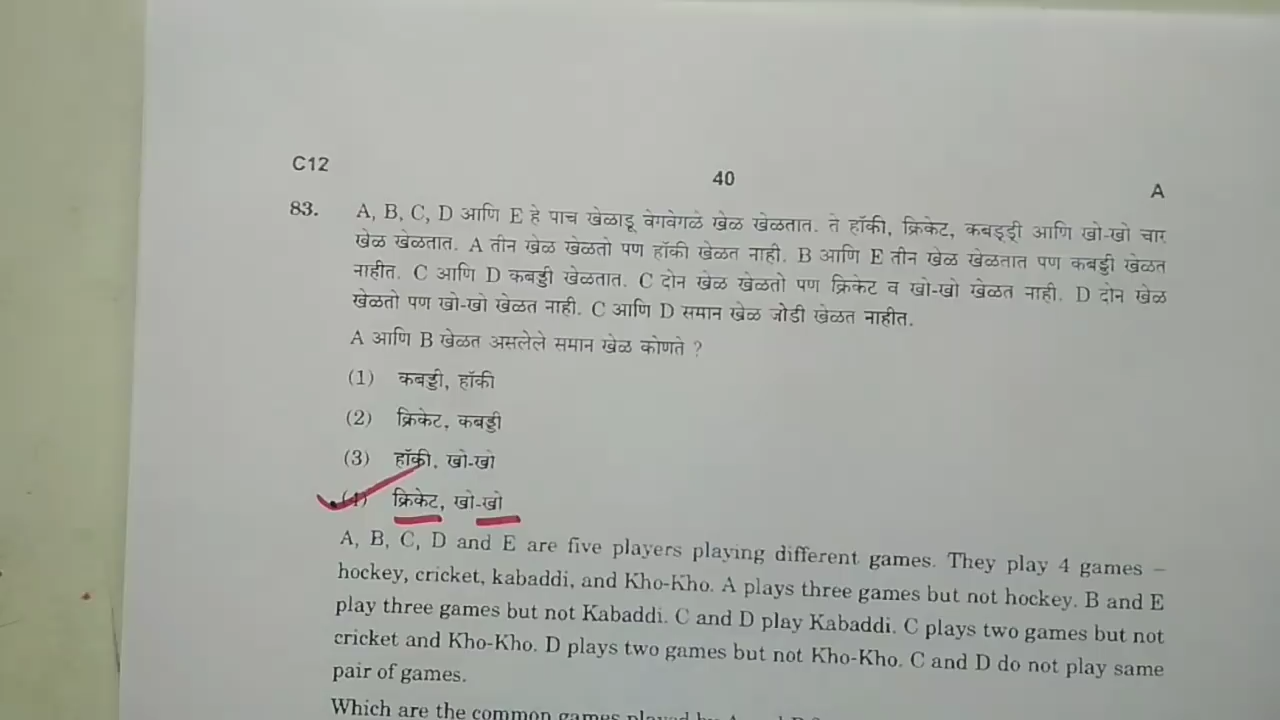 C12
40
A
83. A, B, C, D आणि E हे पाच खेळाडू वेगवेगळे खेळ खेळतात. ते हॉकी, क्रिकेट, कबड्डी आणि खो-खो चार
खेळ खेळतात. A तीन खेळ खेळतो पण हॉकी खेळत नाही. B आणि E तीन खेळ खेळतात पण कबड्डी खेळत
नाहीत. C आणि D कबड्डी खेळतात. C दोन खेळ खेळतो पण क्रिकेट व खो-खो खेळत नाही. D दोन खेळ
खेळतो पण खो-खो खेळत नाही. C आणि D समान खेळ जोडी खेळत नाहीत.
A आणि B खेळत असलेले समान खेळ कोणते ?
(1) कबड्डी, हॉकी
(2) क्रिकेट, कबड्डी
(3) हॉकी, खो-खो
(4) क्रिकेट, खो-खो
A, B, C, D and E are five players playing different games. They play 4 games –
hockey, cricket, kabaddi, and Kho-Kho. A plays three games but not hockey. B and E
play three games but not Kabaddi. C and D play Kabaddi. C plays two games but not
cricket and Kho-Kho. D plays two games but not Kho-Kho. C and D do not play same
pair of games.
Which are the common games